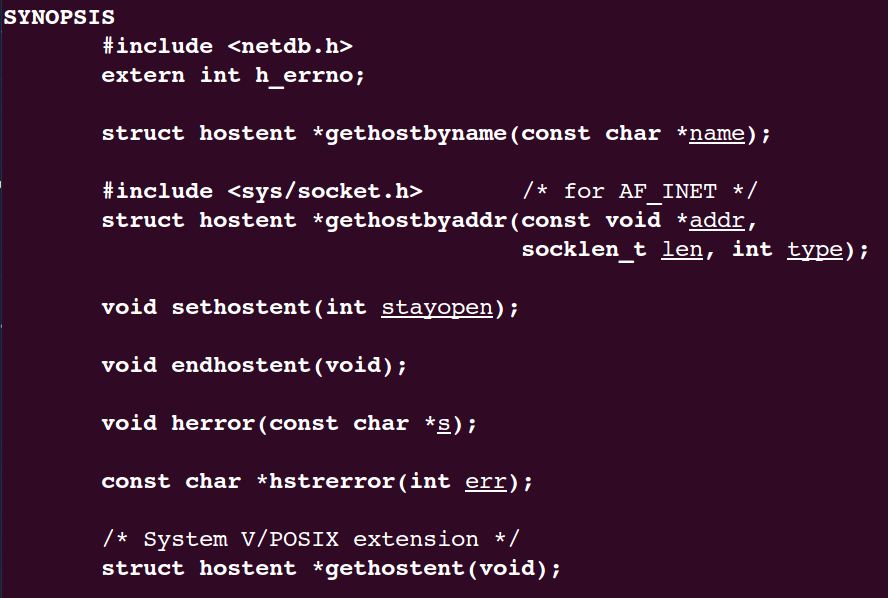 SYNOPSIS
#include <netdb.h>
extern int h_errno;
struct hostent *gethostbyname(const char *name);
#include <sys/socket.h>       /* for AF_INET */
struct hostent *gethostbyaddr(const void *addr,
socklen_t len, int type);
void sethostent(int stayopen);
void endhostent(void);
void herror(const char *s);
const char *hstrerror(int err);
/* System V/POSIX extension */
struct hostent *gethostent(void);